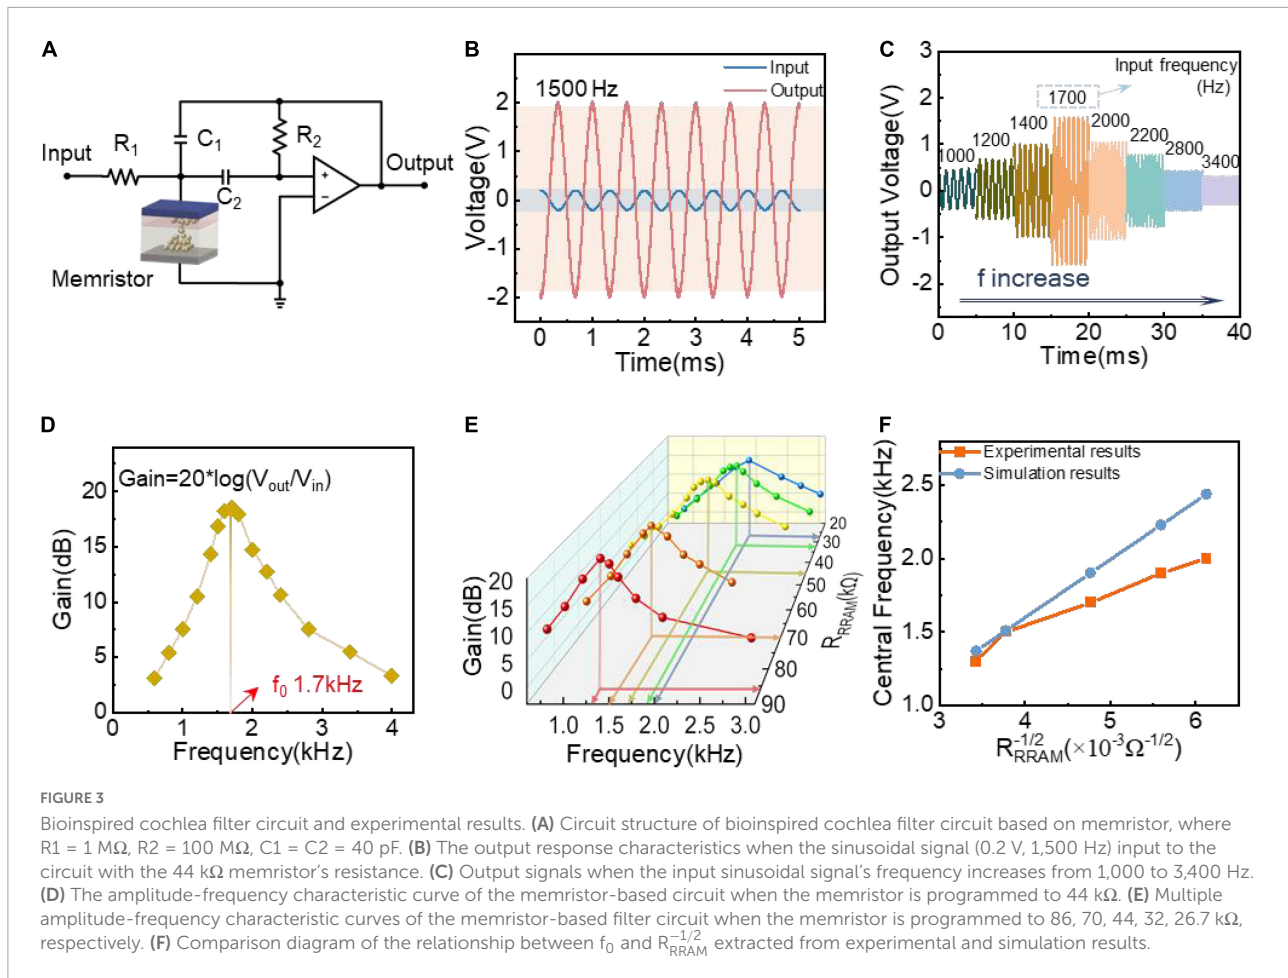 A
Input
R1
C1
C2
R2
Output
Memristor
B
1500 Hz
Input
Output
Voltage(V)
2
1
0
-1
-2
0 1 2 3 4 5
Time(ms)
C
Input frequency
(Hz)
1700
1400
2000
1200
2200
1000
2800
3400
f increase
Output Voltage(V)
3
2
1
0
-1
-2
0 10 20 30 40
Time(ms)
D
Gain=20*log(Vout/Vin)
Gain(dB)
20
15
10
5
0
f0 1.7kHz
0 1 2 3 4
Frequency(kHz)
E
Gain(dB)
20
15
10
5
0
1.0 1.5 2.0 2.5 3.0
Frequency(kHz)
20
30
40
50
60
70
80
90
RRRAM(kΩ)
F
Experimental results
Simulation results
Central Frequency(kHz)
2.5
2.0
1.5
1.0
3 4 5 6
R_RRAM^-1/2(×10^-3Ω^-1/2)
FIGURE 3
Bioinspired cochlea filter circuit and experimental results. (A) Circuit structure of bioinspired cochlea filter circuit based on memristor, where
R1 = 1 MΩ, R2 = 100 MΩ, C1 = C2 = 40 pF. (B) The output response characteristics when the sinusoidal signal (0.2 V, 1,500 Hz) input to the
circuit with the 44 kΩ memristor's resistance. (C) Output signals when the input sinusoidal signal's frequency increases from 1,000 to 3,400 Hz.
(D) The amplitude-frequency characteristic curve of the memristor-based circuit when the memristor is programmed to 44 kΩ. (E) Multiple
amplitude-frequency characteristic curves of the memristor-based filter circuit when the memristor is programmed to 86, 70, 44, 32, 26.7 kΩ,
respectively. (F) Comparison diagram of the relationship between f0 and R_RRAM^-1/2 extracted from experimental and simulation results.